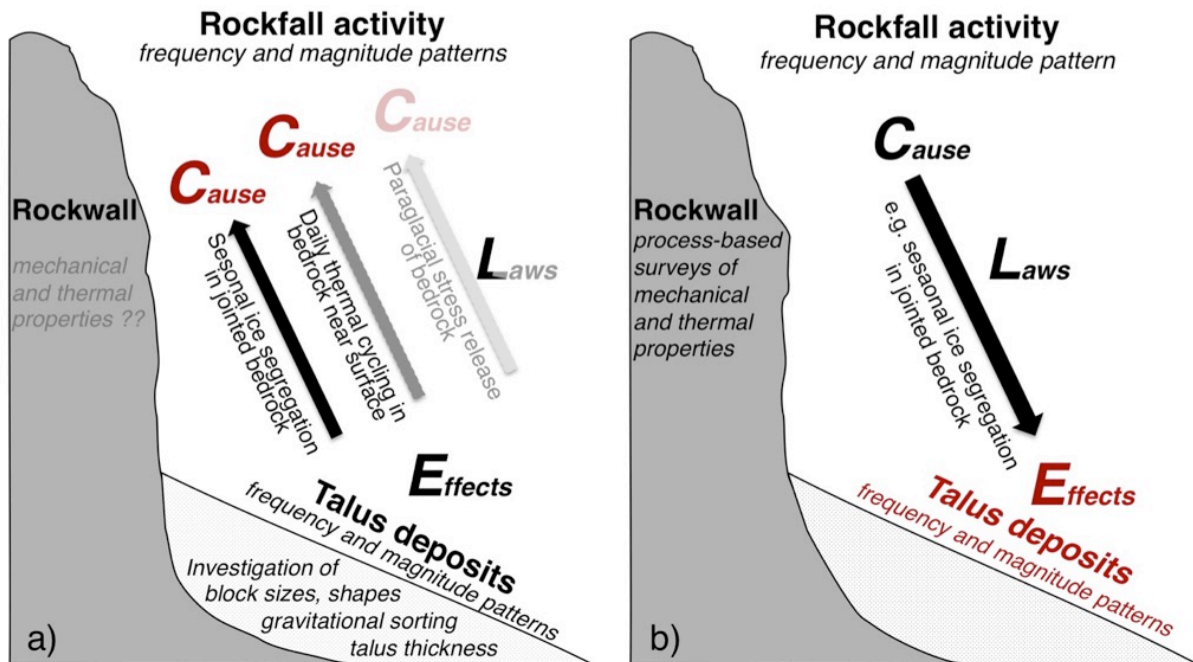 Rockfall activity
frequency and magnitude patterns
Cause
Cause
Cause
Rockwall
mechanical
and thermal
properties ??
Sesonal ice segregation
in jointed bedrock
Daily thermal cycling in
bedrock near surface
Paraglacial stress release
of bedrock
Laws
Effects
Talus deposits
frequency and magnitude patterns
Investigation of
block sizes, shapes
gravitational sorting
talus thickness
a)
Rockfall activity
frequency and magnitude pattern
Cause
Rockwall
process-based
surveys of
mechanical
and thermal
properties
e.g. sesaonal ice segregation
in jointed bedrock
Laws
Effects
Talus deposits
frequency and magnitude patterns
b)